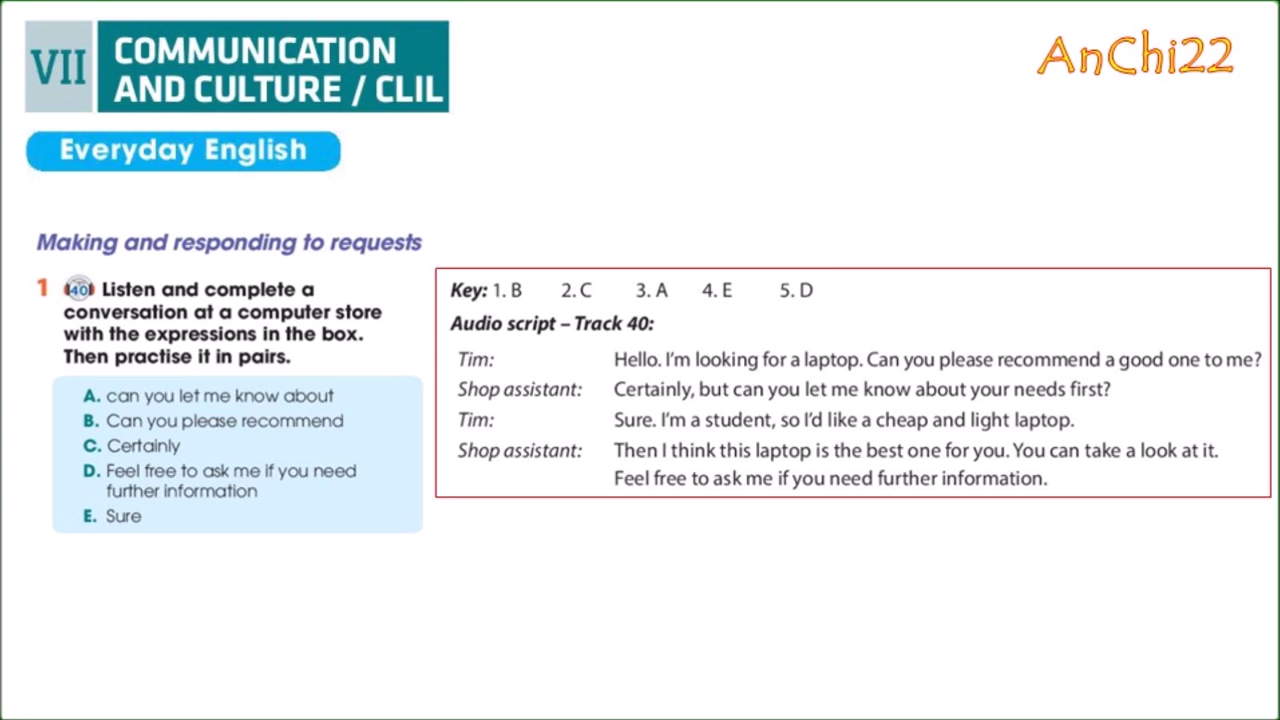 VII
COMMUNICATION
AND CULTURE / CLIL
AnChi22
Everyday English
Making and responding to requests
1 40 Listen and complete a
conversation at a computer store
with the expressions in the box.
Then practise it in pairs.
A. can you let me know about
B. Can you please recommend
C. Certainly
D. Feel free to ask me if you need
further information
E. Sure
Key: 1. B 2. C 3. A 4. E 5. D
Audio script – Track 40:
Tim: Hello. I'm looking for a laptop. Can you please recommend a good one to me?
Shop assistant: Certainly, but can you let me know about your needs first?
Tim: Sure. I'm a student, so I'd like a cheap and light laptop.
Shop assistant: Then I think this laptop is the best one for you. You can take a look at it.
Feel free to ask me if you need further information.